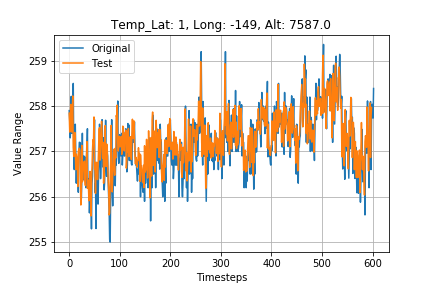 Temp_Lat: 1, Long: -149, Alt: 7587.0
Original
Test
Value Range
259
258
257
256
255
0
100
200
300
400
500
600
Timesteps